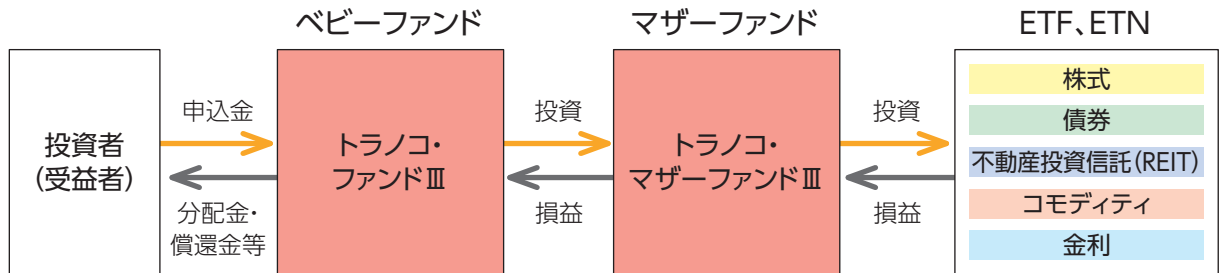 ベビーファンド
マザーファンド
ETF、ETN
投資者
(受益者)
申込金
分配金・
償還金等
トラノコ・
ファンドⅢ
投資
損益
トラノコ・
マザーファンドⅢ
投資
損益
株式
債券
不動産投資信託(REIT)
コモディティ
金利